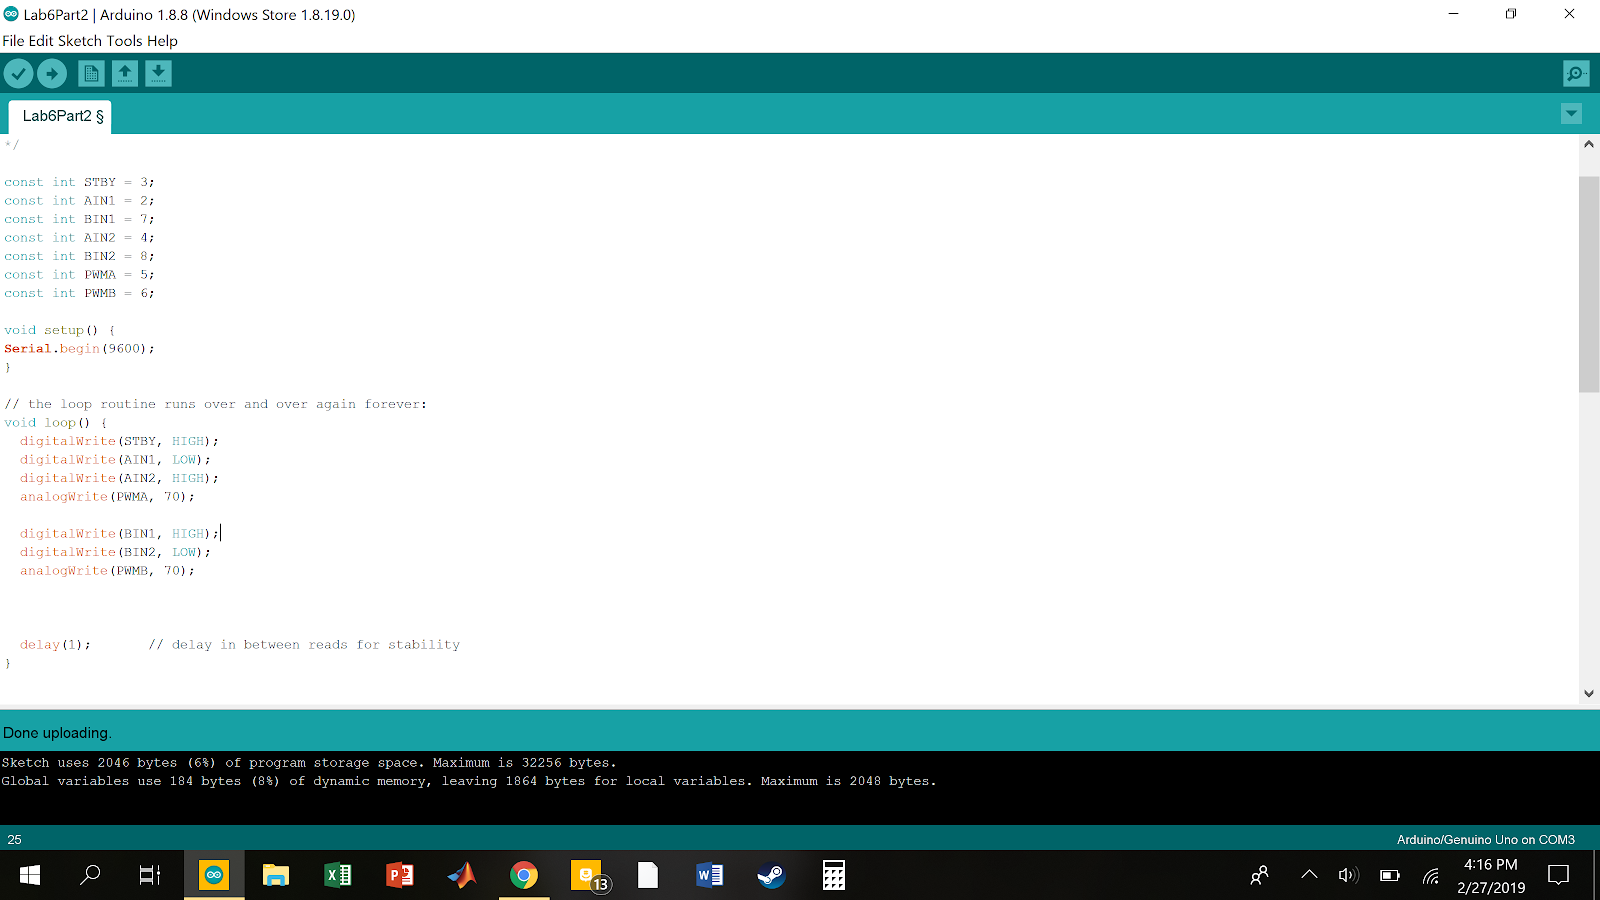 Lab6Part2 | Arduino 1.8.8 (Windows Store 1.8.19.0)
File Edit Sketch Tools Help
Lab6Part2 §
*/
const int STBY = 3;
const int AIN1 = 2;
const int BIN1 = 7;
const int AIN2 = 4;
const int BIN2 = 8;
const int PWMA = 5;
const int PWMB = 6;
void setup() {
Serial.begin(9600);
}
// the loop routine runs over and over again forever:
void loop() {
digitalWrite(STBY, HIGH);
digitalWrite(AIN1, LOW);
digitalWrite(AIN2, HIGH);
analogWrite(PWMA, 70);
digitalWrite(BIN1, HIGH);
digitalWrite(BIN2, LOW);
analogWrite(PWMB, 70);
delay(1); // delay in between reads for stability
}
Done uploading.
Sketch uses 2046 bytes (6%) of program storage space. Maximum is 32256 bytes.
Global variables use 184 bytes (8%) of dynamic memory, leaving 1864 bytes for local variables. Maximum is 2048 bytes.
25
Arduino/Genuino Uno on COM3
13
4:16 PM
2/27/2019